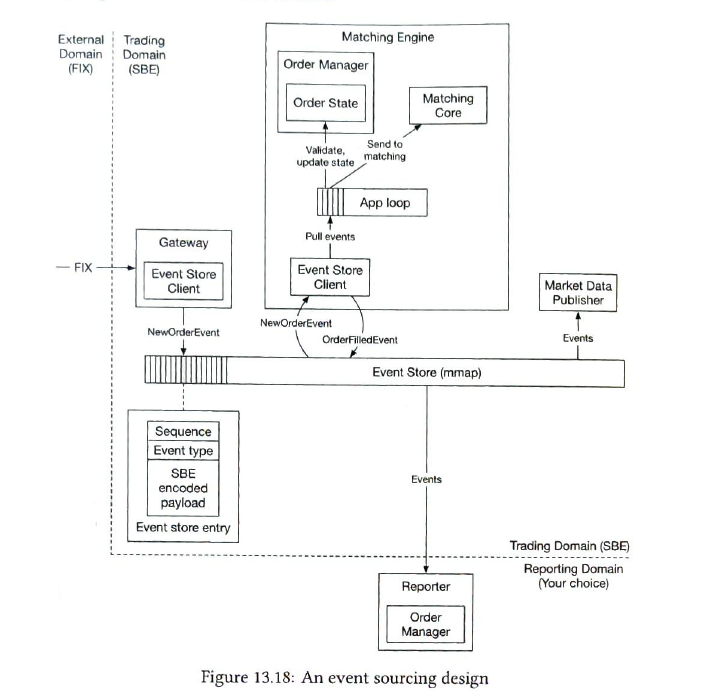 External
Domain
(FIX)
Trading
Domain
(SBE)
Matching Engine
Order Manager
Order State
Matching
Core
Validate,
update state
Send to
matching
App loop
Pull events
Gateway
Event Store
Client
FIX
Event Store
Client
Market Data
Publisher
NewOrderEvent
NewOrderEvent
OrderFilledEvent
Events
Event Store (mmap)
Sequence
Event type
SBE
encoded
payload
Event store entry
Events
Trading Domain (SBE)
Reporting Domain
(Your choice)
Reporter
Order
Manager
Figure 13.18: An event sourcing design